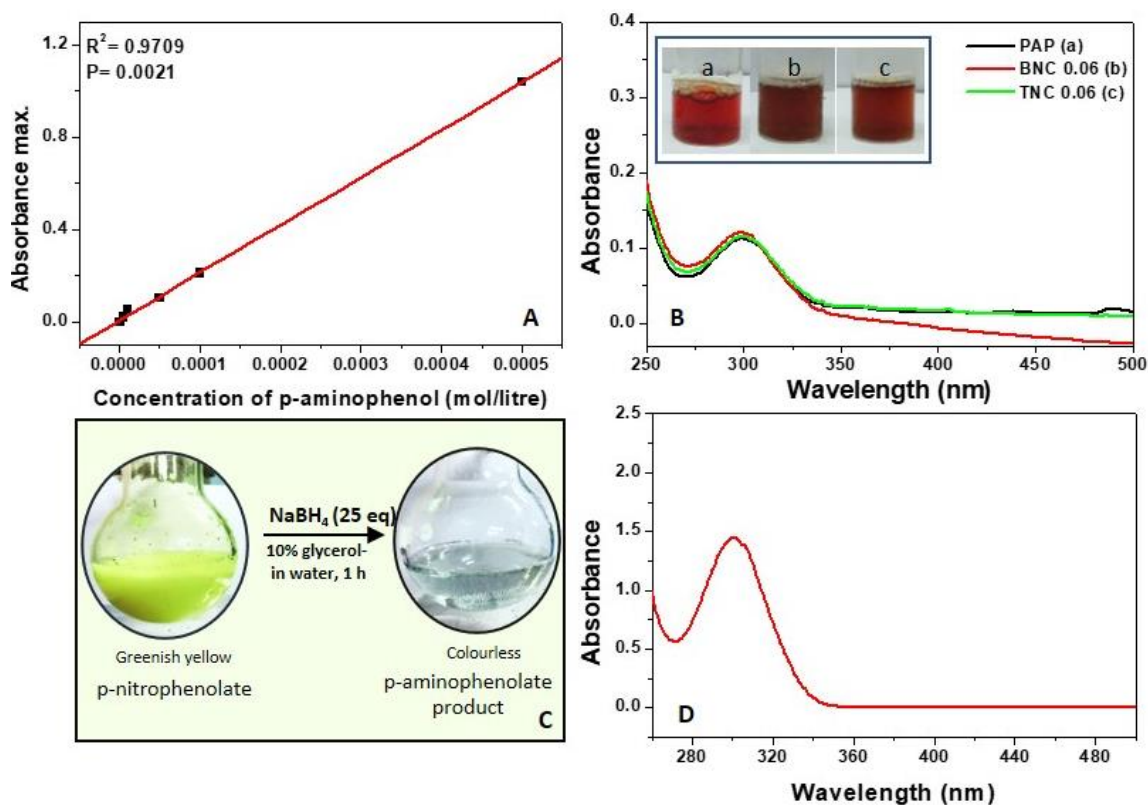 R²= 0.9709
P= 0.0021
1.2
0.8
0.4
0.0
Absorbance max.
A
0.0000 0.0001 0.0002 0.0003 0.0004 0.0005
Concentration of p-aminophenol (mol/litre)
0.4
0.3
0.2
0.1
0.0
Absorbance
a b c
PAP (a)
BNC 0.06 (b)
TNC 0.06 (c)
B
250 300 350 400 450 500
Wavelength (nm)
NaBH₄ (25 eq)
10% glycerol-
in water, 1 h
Greenish yellow
p-nitrophenolate
Colourless
p-aminophenolate
product
C
2.5
2.0
1.5
1.0
0.5
0.0
Absorbance
D
280 320 360 400 440 480
Wavelength (nm)